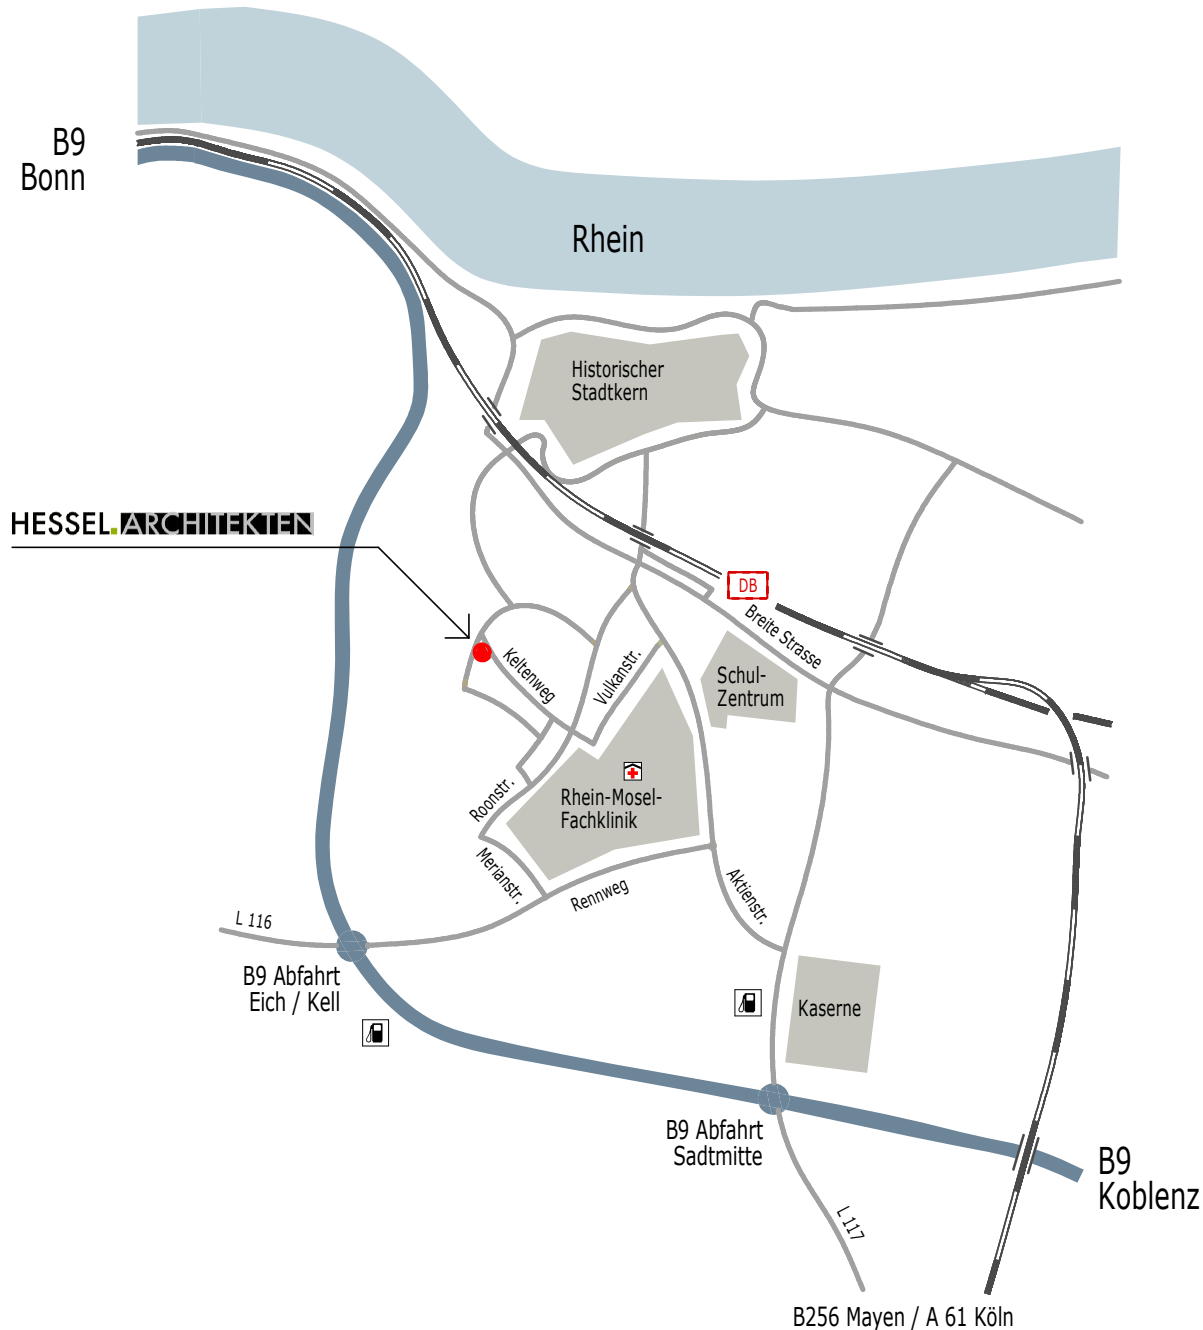 B9
Bonn
Rhein
Historischer
Stadtkern
HESSEL.ARCHITEKTEN
DB
Breite Strasse
Keltenweg
Vulkanstr.
Schul-
Zentrum
Roonstr.
Rhein-Mosel-
Fachklinik
Merianstr.
Rennweg
Aktienstr.
L 116
B9 Abfahrt
Eich / Kell
Kaserne
B9 Abfahrt
Sadtmitte
B9
Koblenz
L 117
B256 Mayen / A 61 Köln